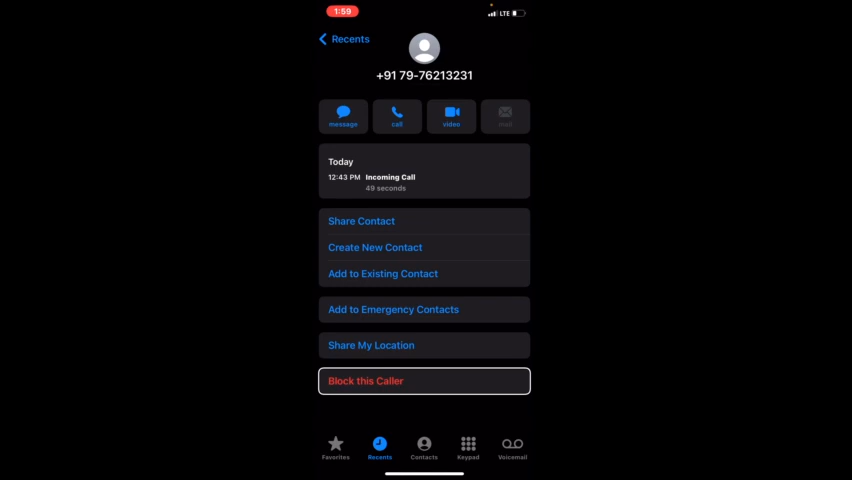 1:59
LTE
Recents
+91 79-76213231
message call video mail
Today
12:43 PM Incoming Call
49 seconds
Share Contact
Create New Contact
Add to Existing Contact
Add to Emergency Contacts
Share My Location
Block this Caller
Favorites Recents Contacts Keypad Voicemail